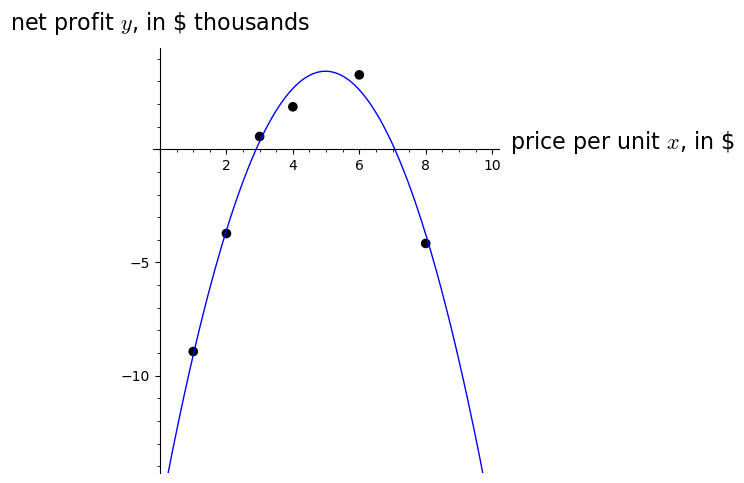 net profit y, in $ thousands
price per unit x, in $
2 4 6 8 10
−5
−10